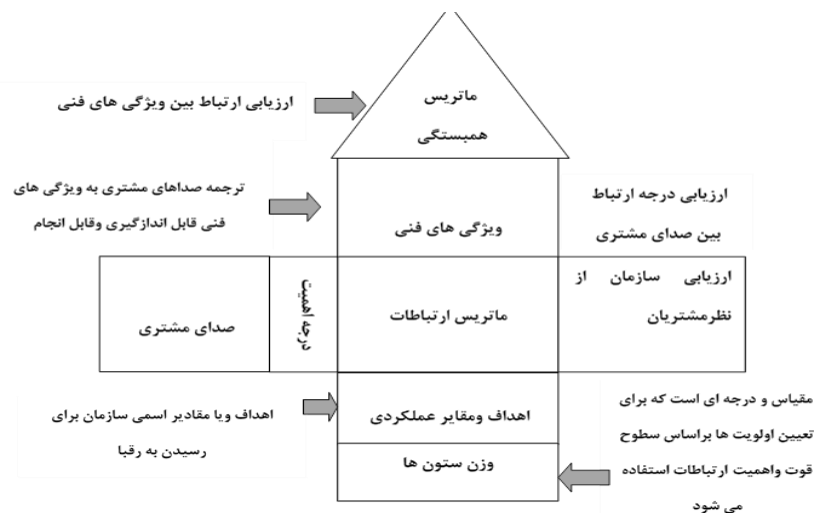 ماتریس
همبستگی
ارزیابی ارتباط بین ویژگی های فنی
ترجمه صداهای مشتری به ویژگی های
فنی قابل اندازگیری وقابل انجام
ویژگی های فنی
ارزیابی درجه ارتباط
بین صدای مشتری
ارزیابی سازمان از
نظرمشتریان
ماتریس ارتباطات
درجه اهمیت
صدای مشتری
اهداف ومقایر عملکردی
اهداف ویا مقادیر اسمی سازمان برای
رسیدن به رقبا
وزن ستون ها
مقیاس و درجه ای است که برای
تعیین اولویت ها براساس سطوح
قوت واهمیت ارتباطات استفاده
می شود